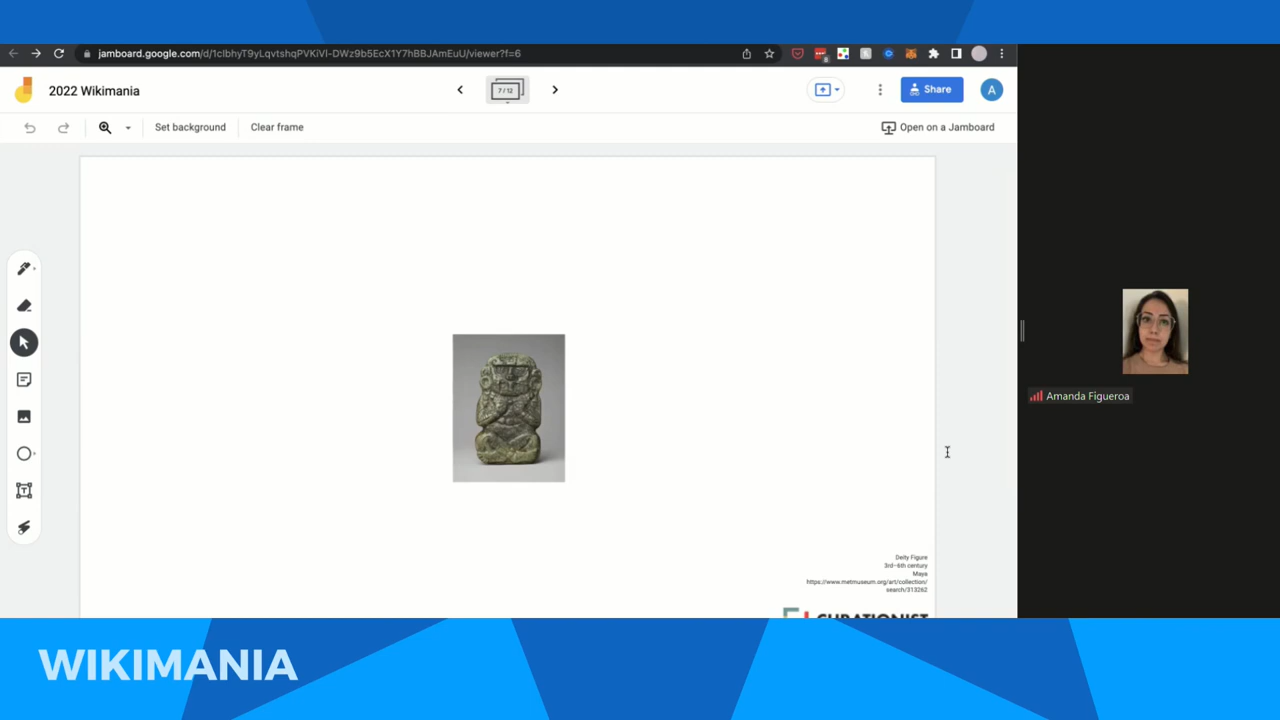 jamboard.google.com/d/1clbhyT9yLqvtshqPVKiVl-DWz9b5EcX1Y7hBBJAmEuU/viewer?f=6
2022 Wikimania
7 / 12
Share
A
Set background
Clear frame
Open on a Jamboard
Amanda Figueroa
Deity Figure
3rd-6th century
Maya
https://www.metmuseum.org/art/collection/
search/313262
CURATIONIST
WIKIMANIA